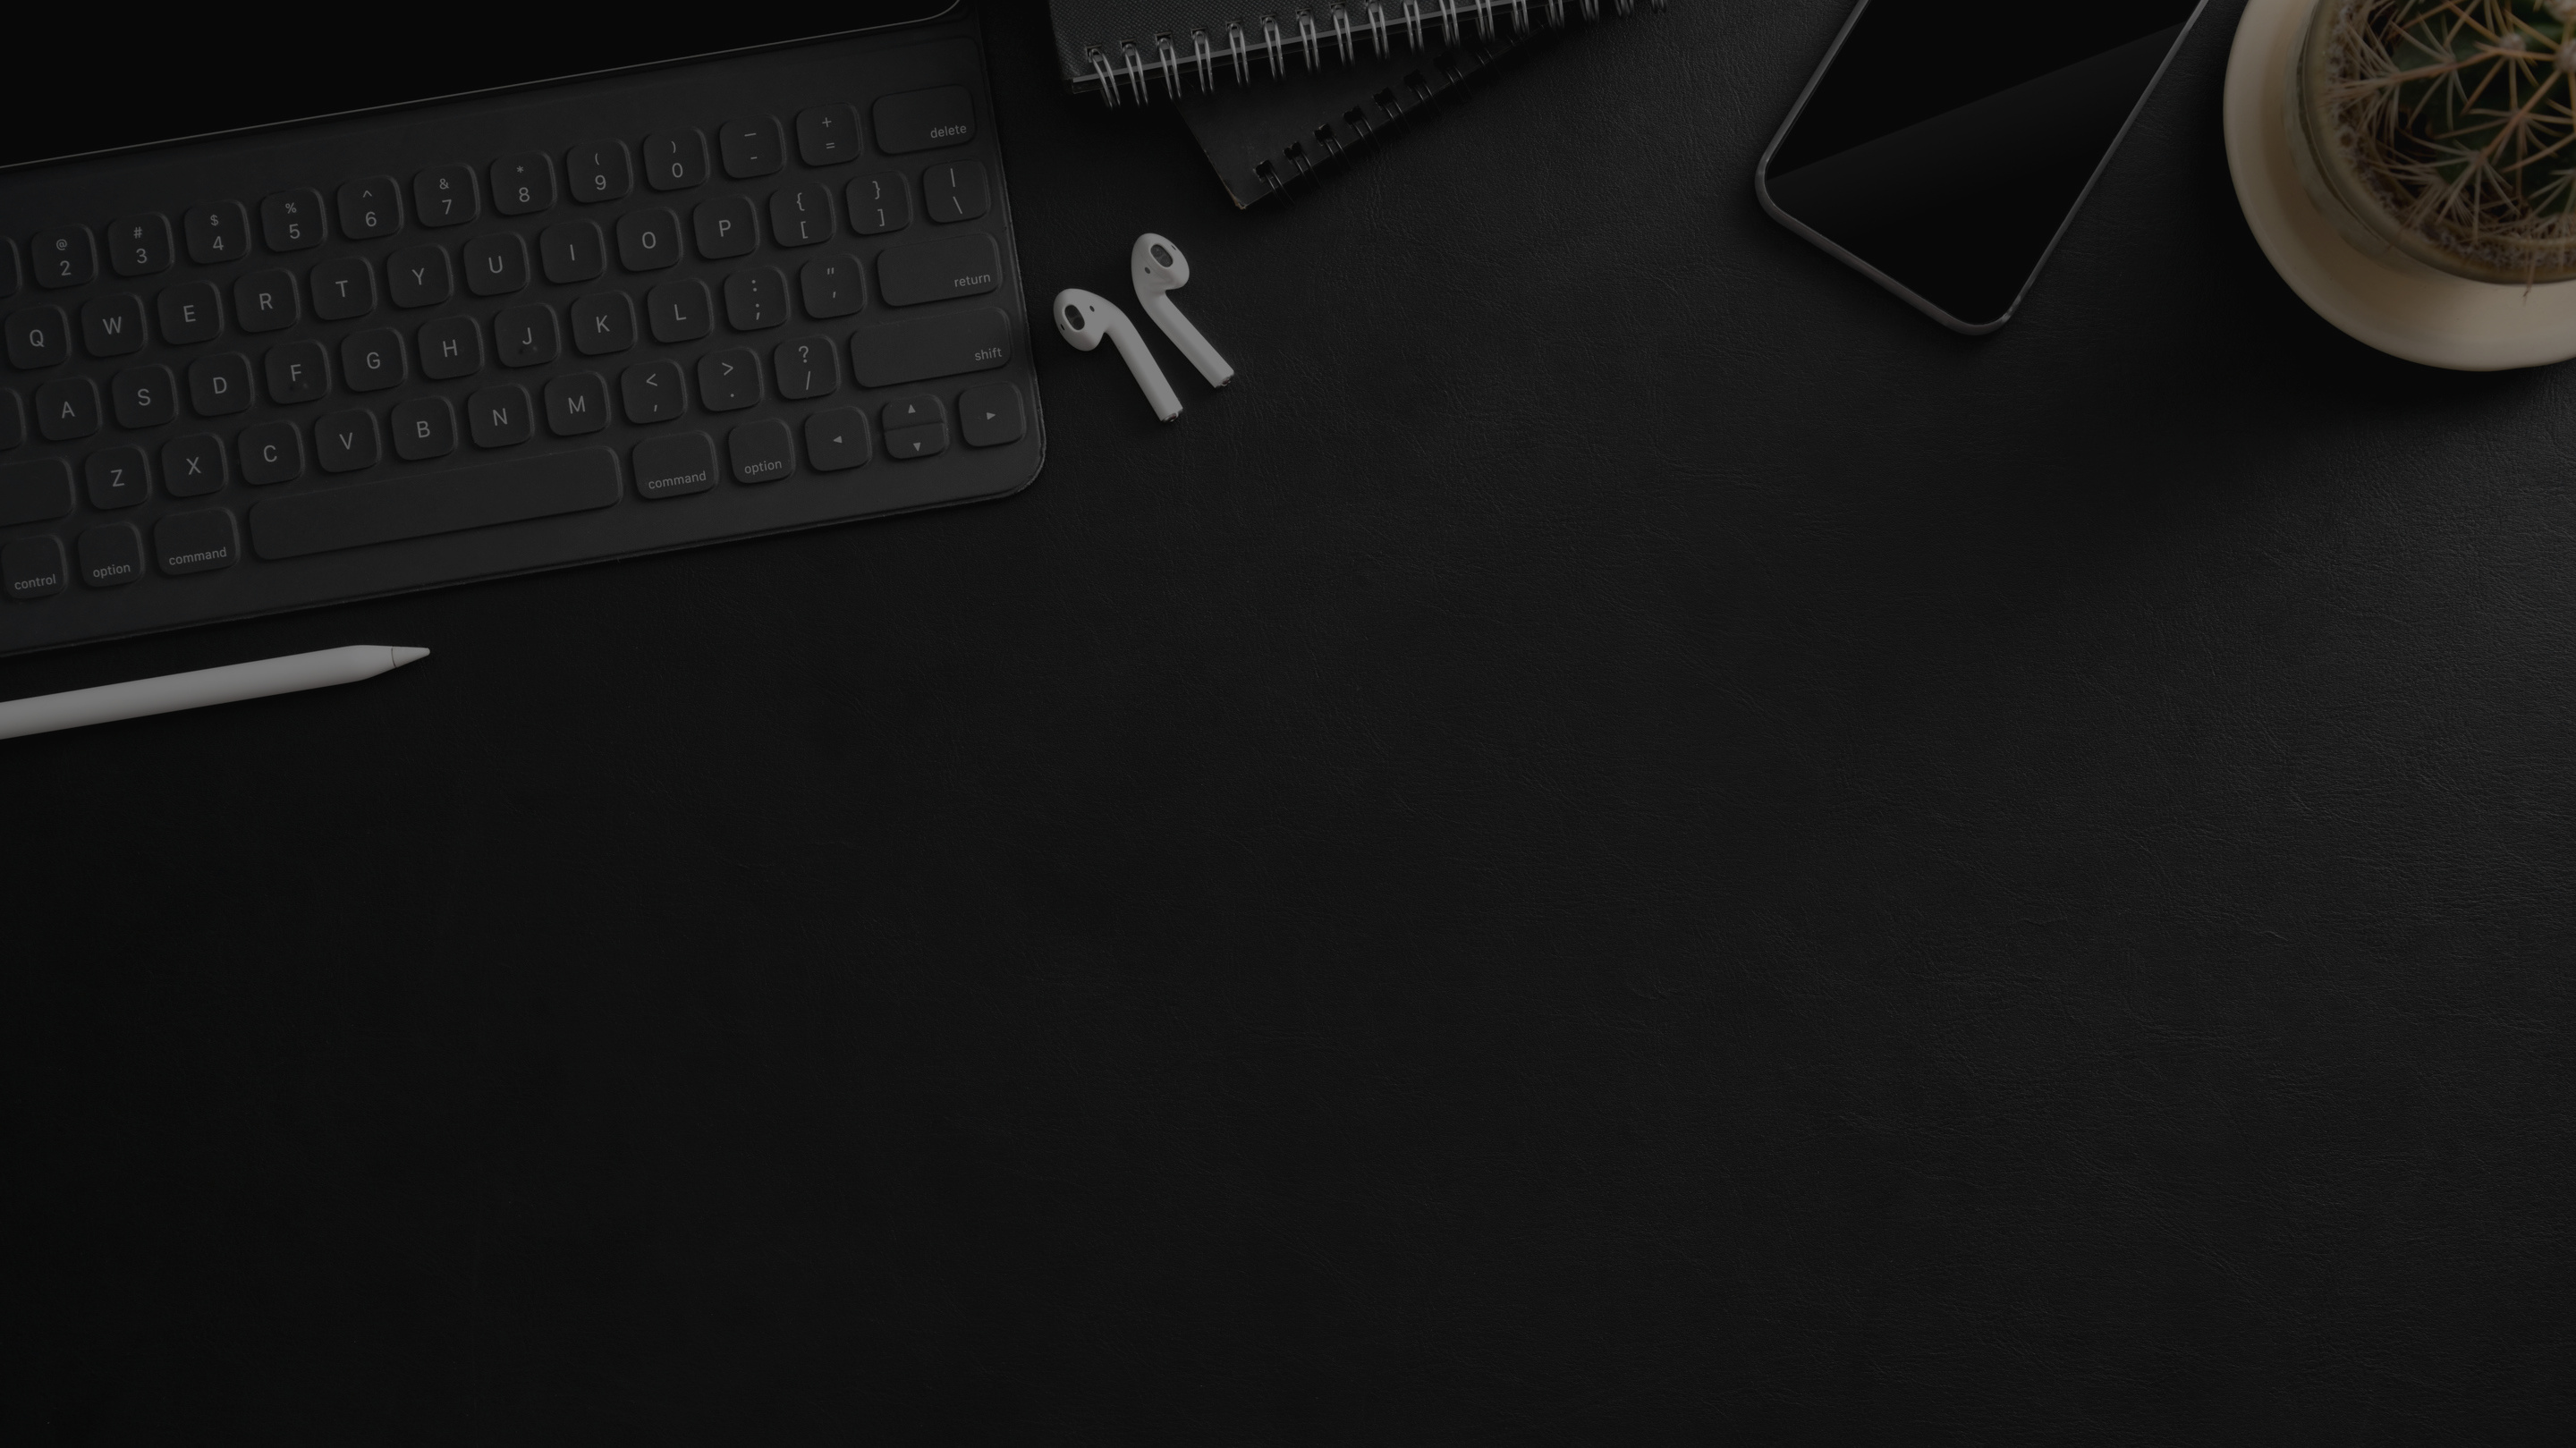 @ # $ % ^ & * ( ) — +
2 3 4 5 6 7 8 9 0 - = delete
Q W E R T Y U I O P { [ } ] | \
A S D F G H J K L : ; " ' return
Z X C V B N M < , > . ? / shift
control option command command option